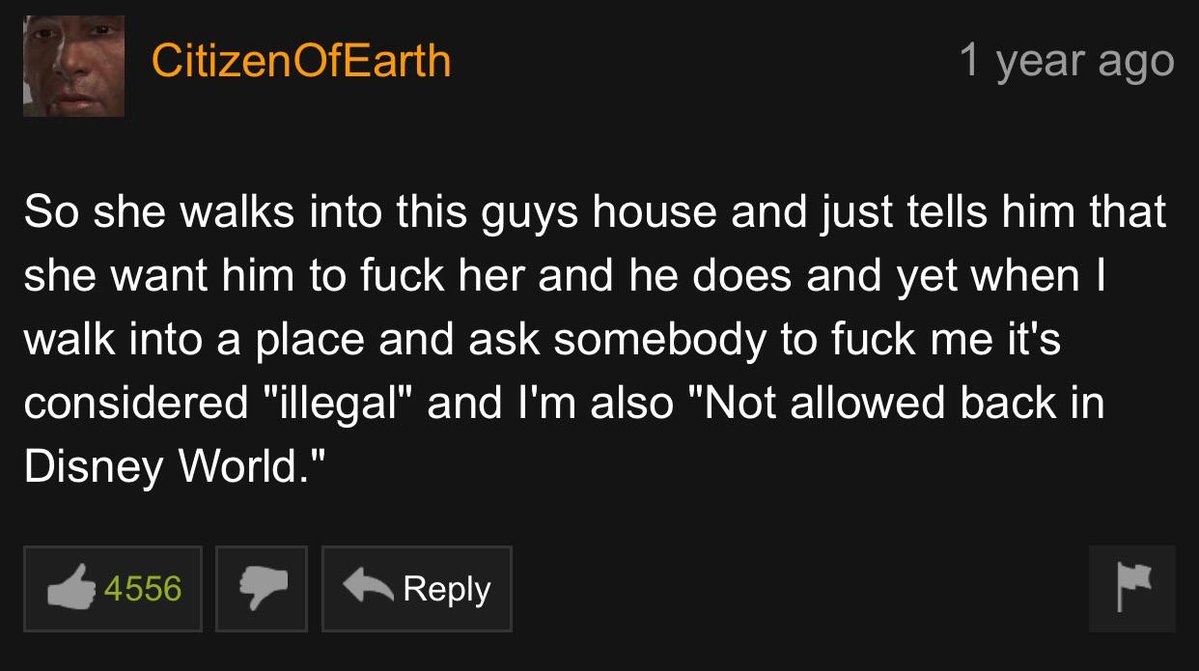 CitizenOfEarth
1 year ago
So she walks into this guys house and just tells him that
she want him to fuck her and he does and yet when I
walk into a place and ask somebody to fuck me it's
considered "illegal" and I'm also "Not allowed back in
Disney World."
4556
Reply